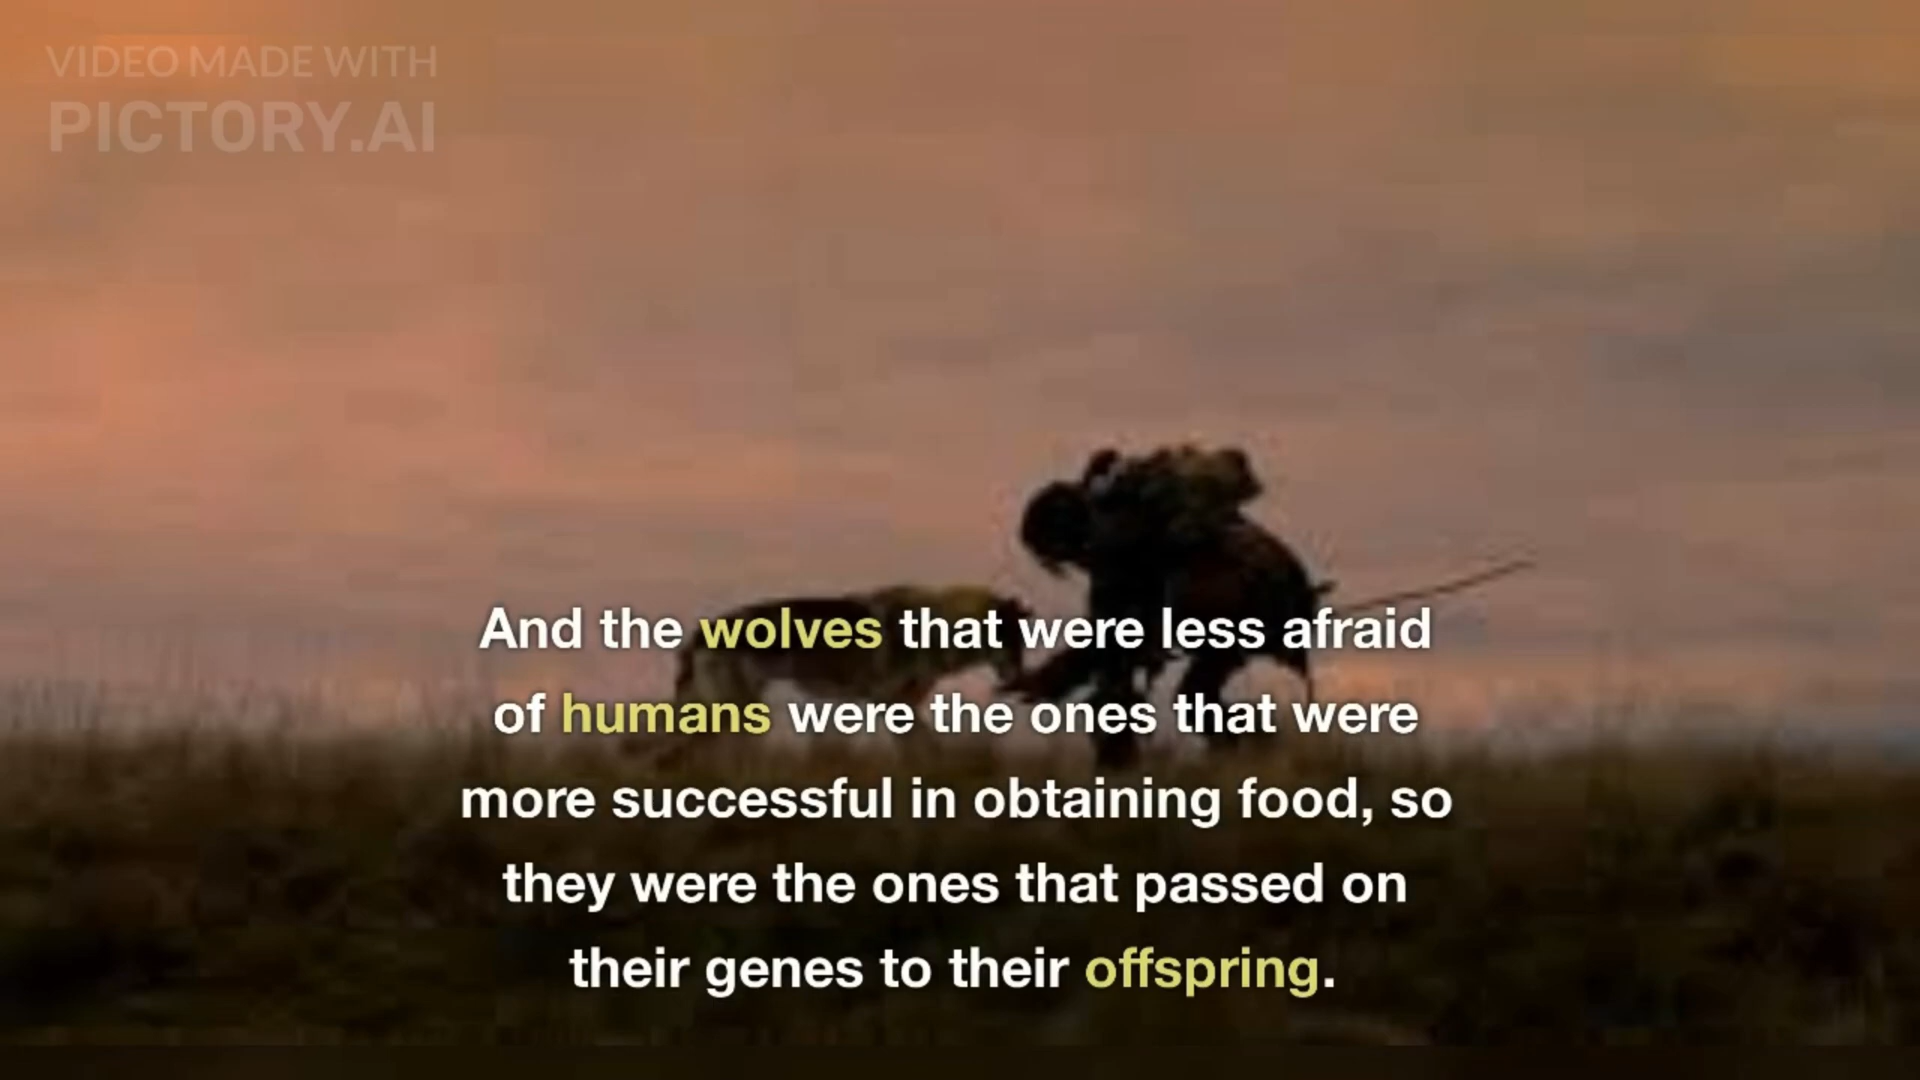 VIDEO MADE WITH
PICTORY.AI
And the wolves that were less afraid
of humans were the ones that were
more successful in obtaining food, so
they were the ones that passed on
their genes to their offspring.